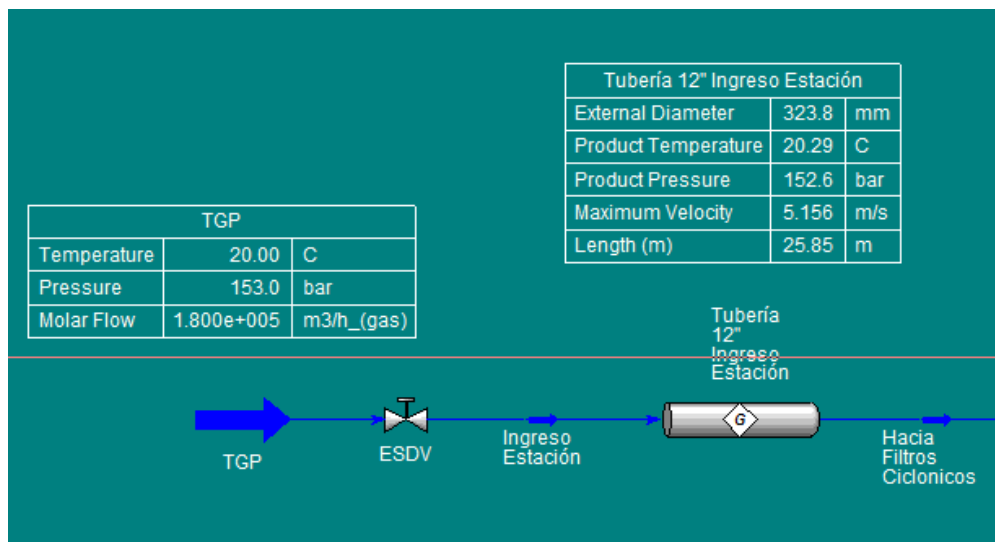 Tubería 12" Ingreso Estación
External Diameter 323.8 mm
Product Temperature 20.29 C
Product Pressure 152.6 bar
Maximum Velocity 5.156 m/s
Length (m) 25.85 m
TGP
Temperature 20.00 C
Pressure 153.0 bar
Molar Flow 1.800e+005 m3/h_(gas)
Tubería
12"
Ingreso
Estación
G
TGP
ESDV
Ingreso
Estación
Hacia
Filtros
Ciclonicos